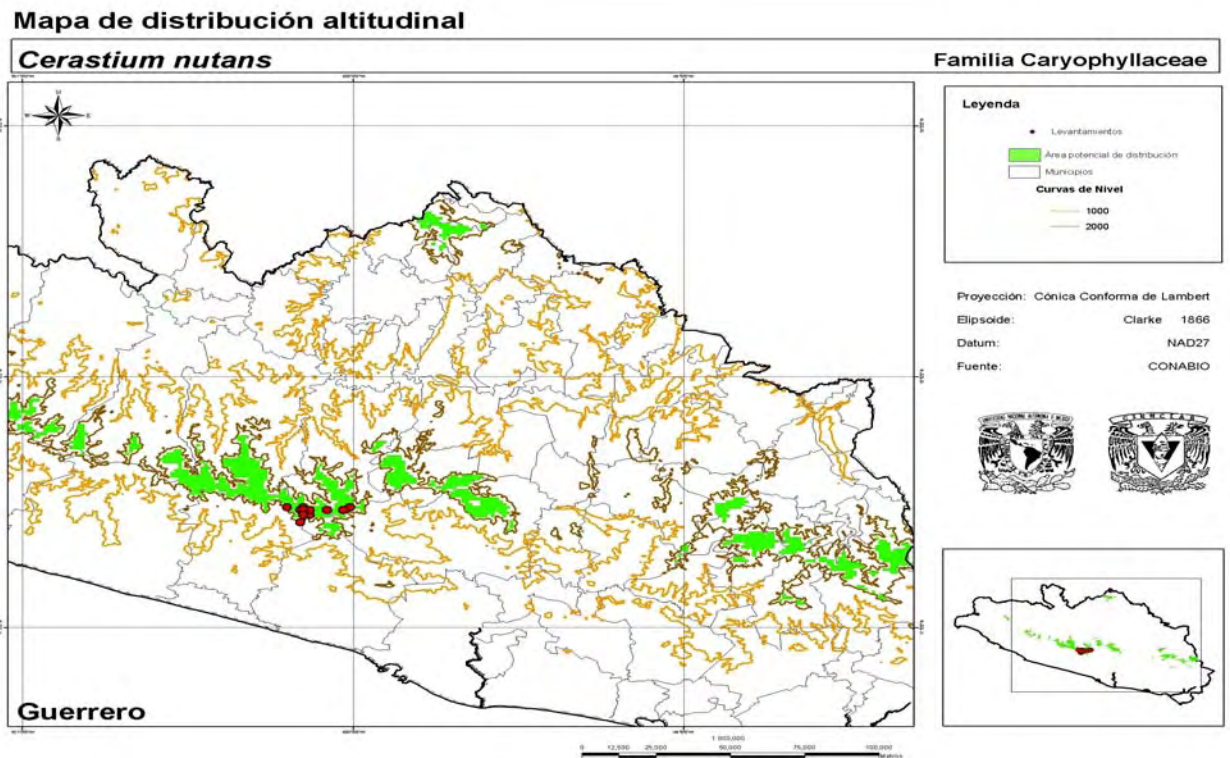 Mapa de distribución altitudinal
Cerastium nutans
Familia Caryophyllaceae
Leyenda
Levantamientos
Área potencial de distribución
Municipios
Curvas de Nivel
1000
2000
Proyección: Cónica Conforma de Lambert
Elipsoide: Clarke 1866
Datum: NAD27
Fuente: CONABIO
Guerrero
0 12,500 25,000 50,000 75,000 100,000